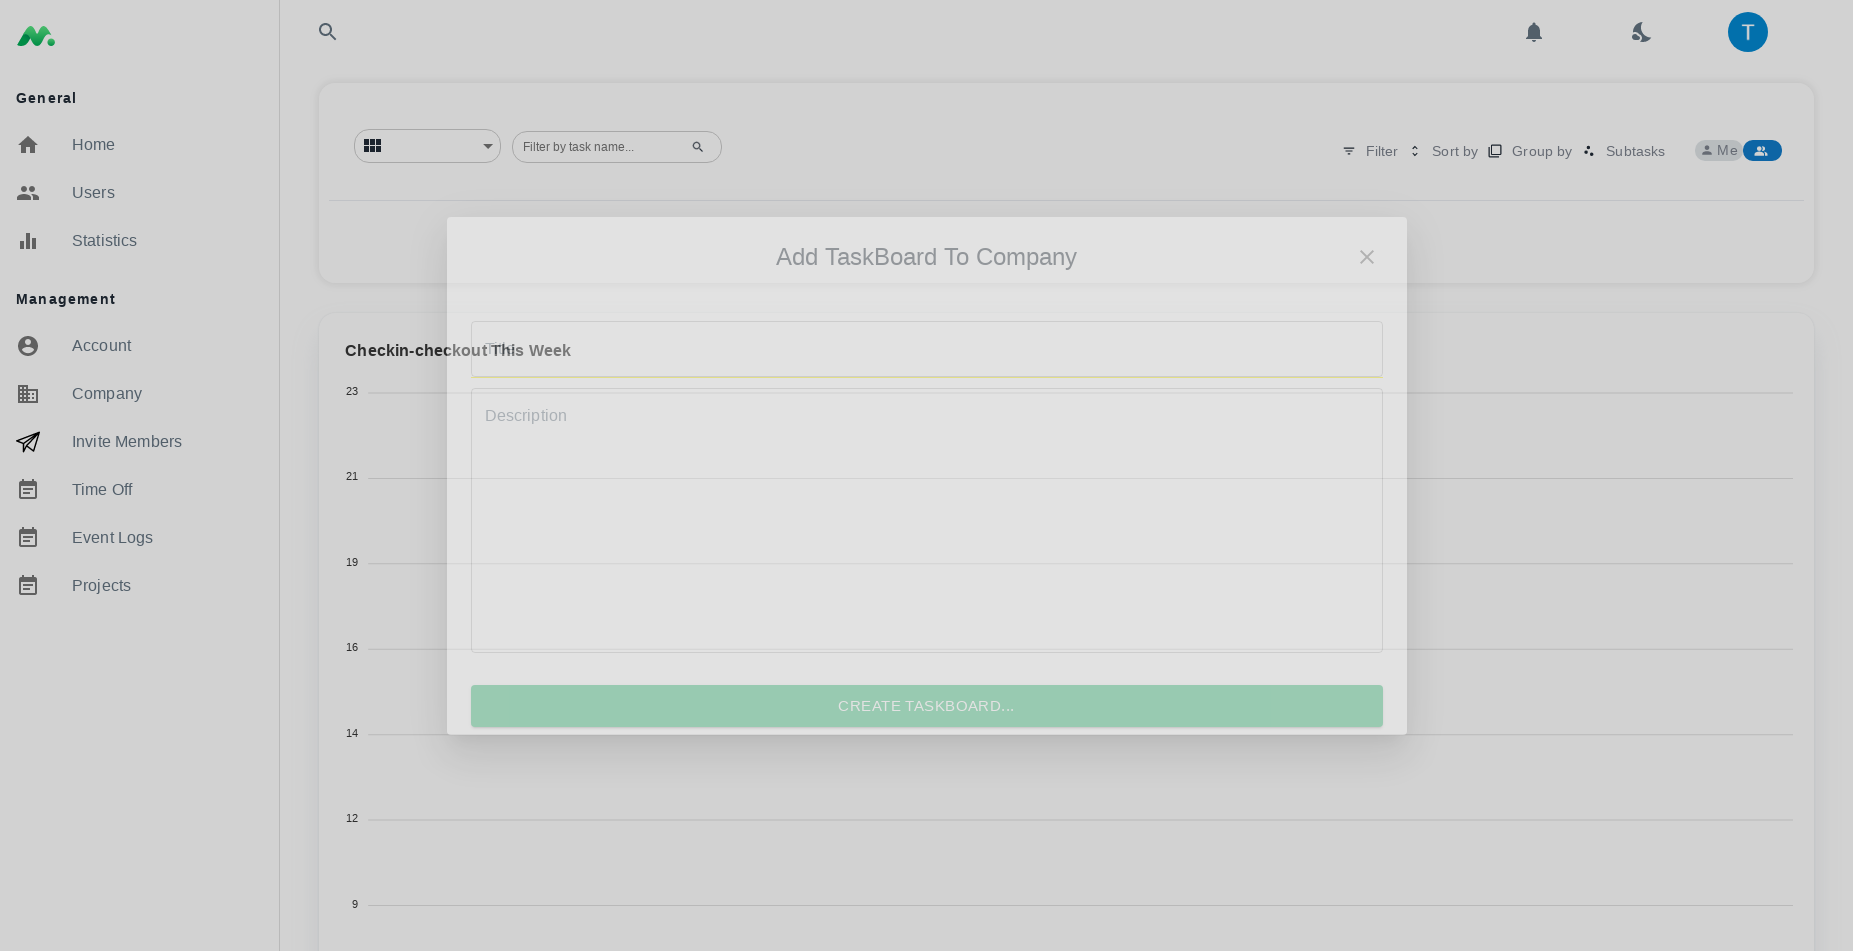 General
Home
Users
Statistics
Management
Account
Company
Invite Members
Time Off
Event Logs
Projects
T
Filter by task name...
Filter
Sort by
Group by
Subtasks
Me
Add TaskBoard To Company
Checkin-checkout This Week
Title
Description
CREATE TASKBOARD...
23
21
19
16
14
12
9